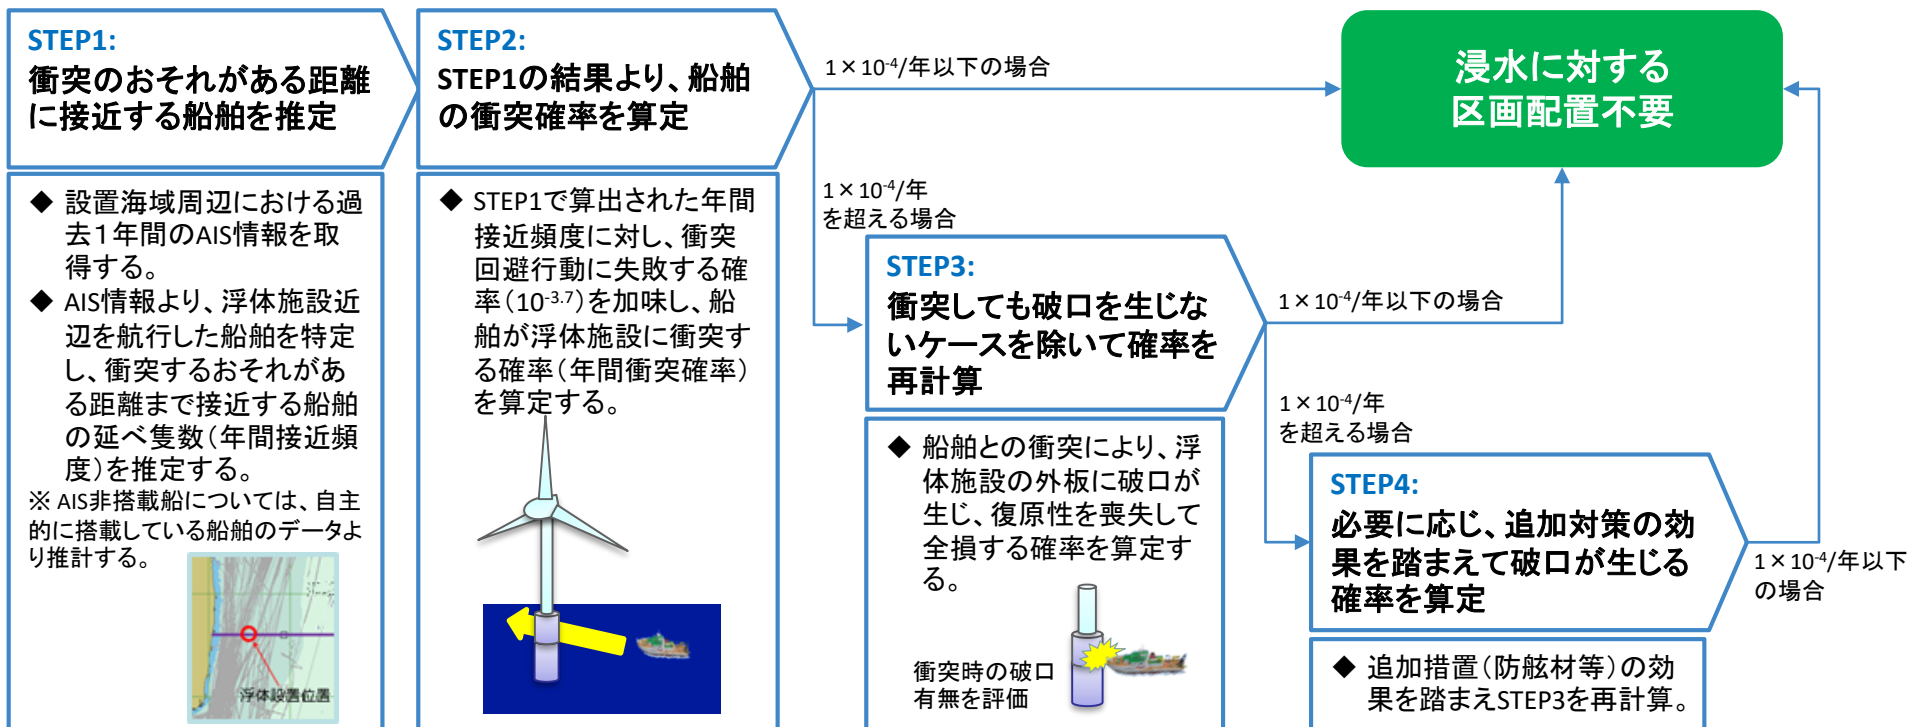 STEP1:
衝突のおそれがある距離
に接近する船舶を推定
◆ 設置海域周辺における過
去１年間のAIS情報を取
得する。
◆ AIS情報より、浮体施設近
辺を航行した船舶を特定
し、衝突するおそれがあ
る距離まで接近する船舶
の延べ隻数（年間接近頻
度）を推定する。
※ AIS非搭載船については、自主
的に搭載している船舶のデータよ
り推計する。
浮体設置位置
STEP2:
STEP1の結果より、船舶
の衝突確率を算定
◆ STEP1で算出された年間
接近頻度に対し、衝突
回避行動に失敗する確
率（10⁻³·⁷）を加味し、船
舶が浮体施設に衝突す
る確率（年間衝突確率）
を算定する。
1×10⁻⁴/年以下の場合
1×10⁻⁴/年
を超える場合
STEP3:
衝突しても破口を生じな
いケースを除いて確率を
再計算
◆ 船舶との衝突により、浮
体施設の外板に破口が
生じ、復原性を喪失して
全損する確率を算定す
る。
衝突時の破口
有無を評価
1×10⁻⁴/年以下の場合
1×10⁻⁴/年
を超える場合
STEP4:
必要に応じ、追加対策の効
果を踏まえて破口が生じる
確率を算定
◆ 追加措置（防舷材等）の効
果を踏まえSTEP3を再計算。
1×10⁻⁴/年以下
の場合
浸水に対する
区画配置不要